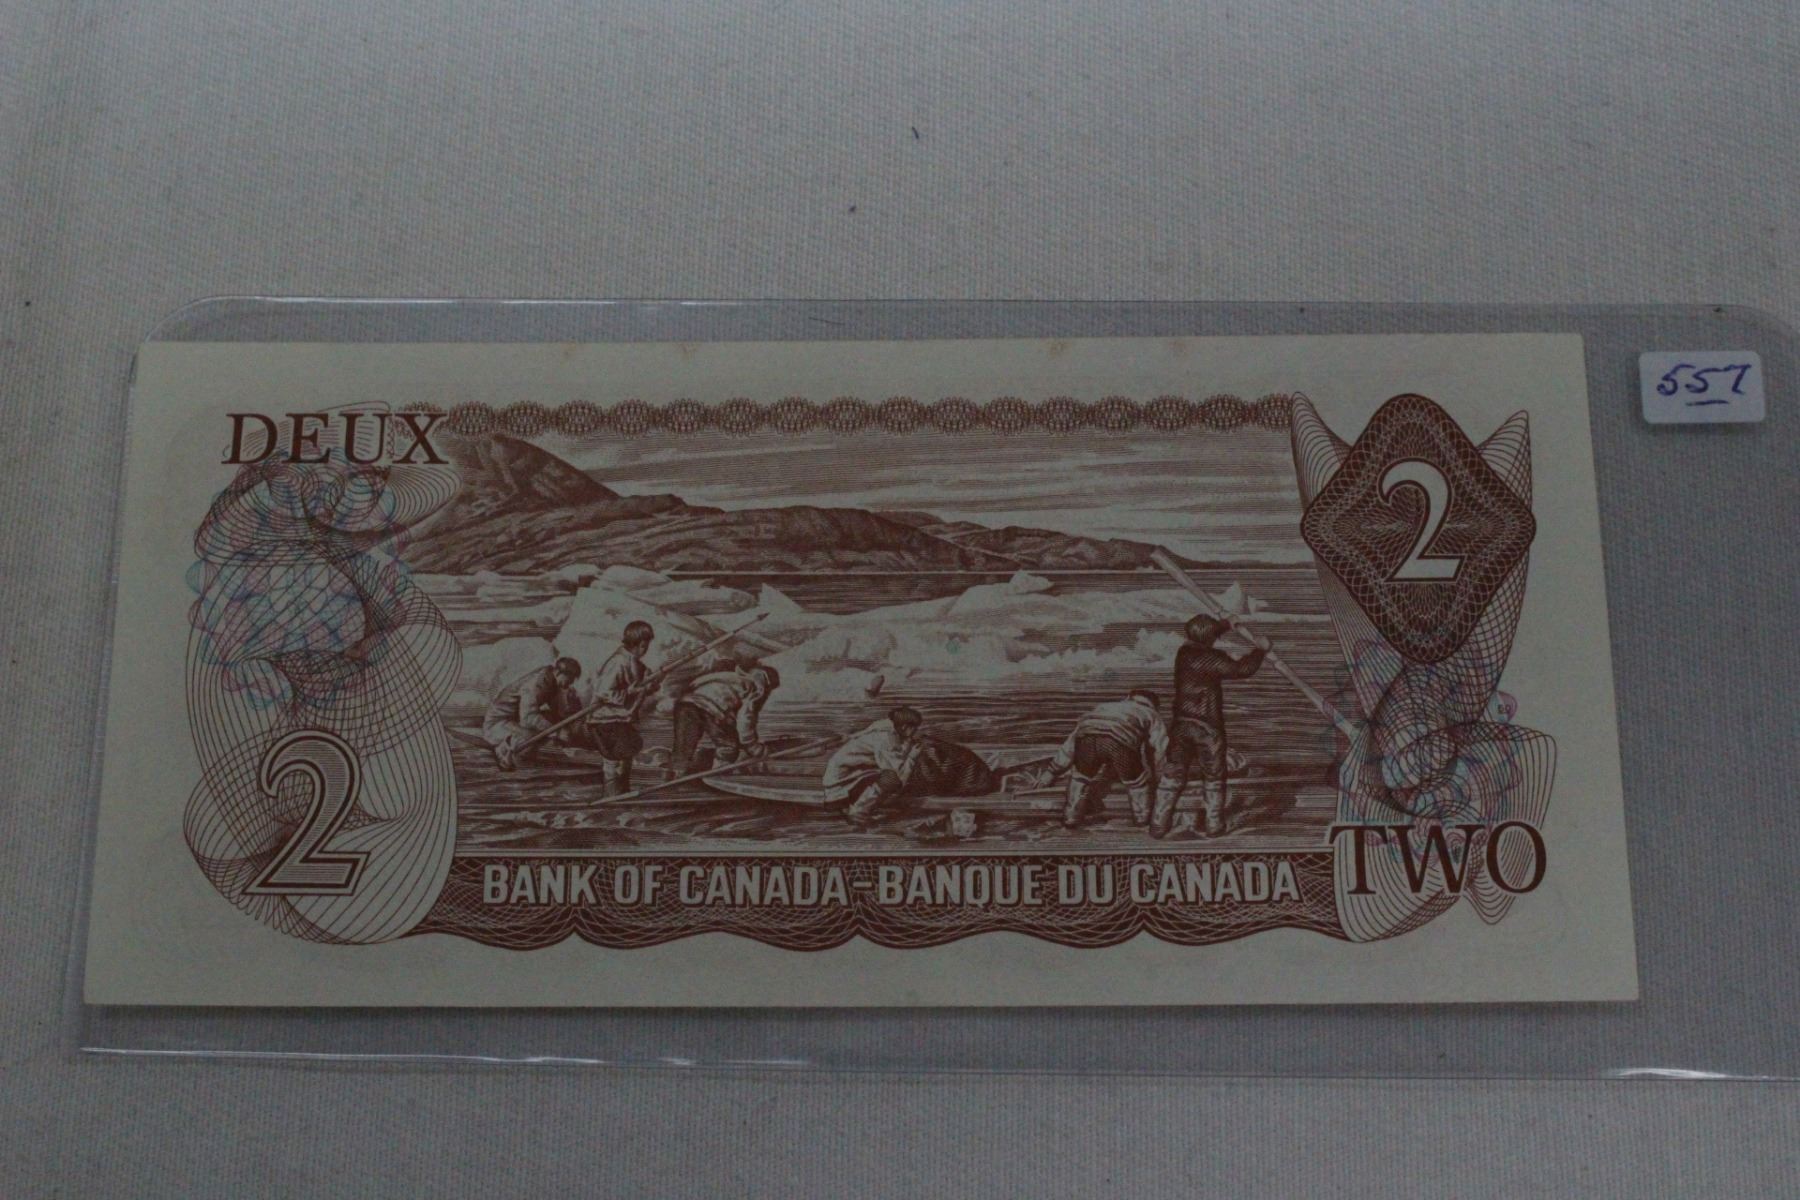 557
DEUX
2
2
TWO
BANK OF CANADA-BANQUE DU CANADA